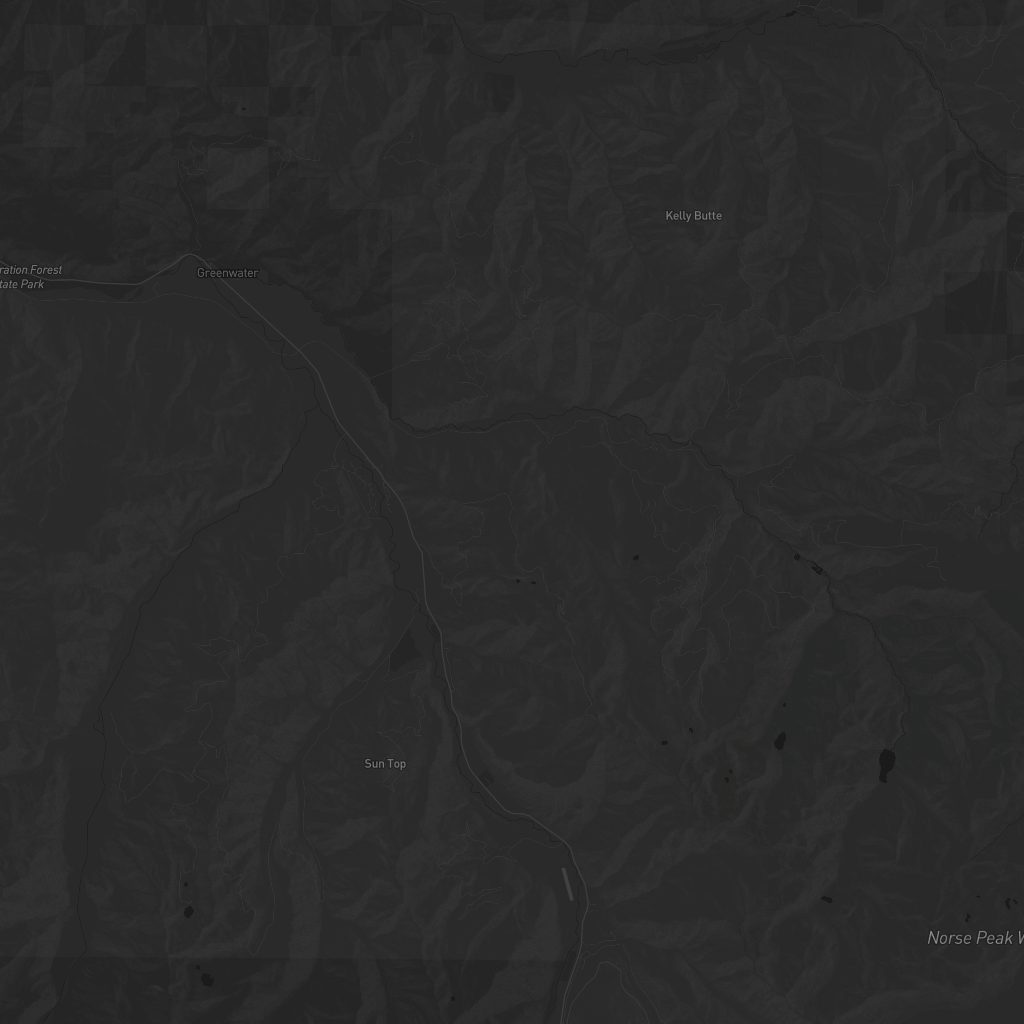 Kelly Butte
ration Forest
tate Park
Greenwater
Sun Top
Norse Peak W